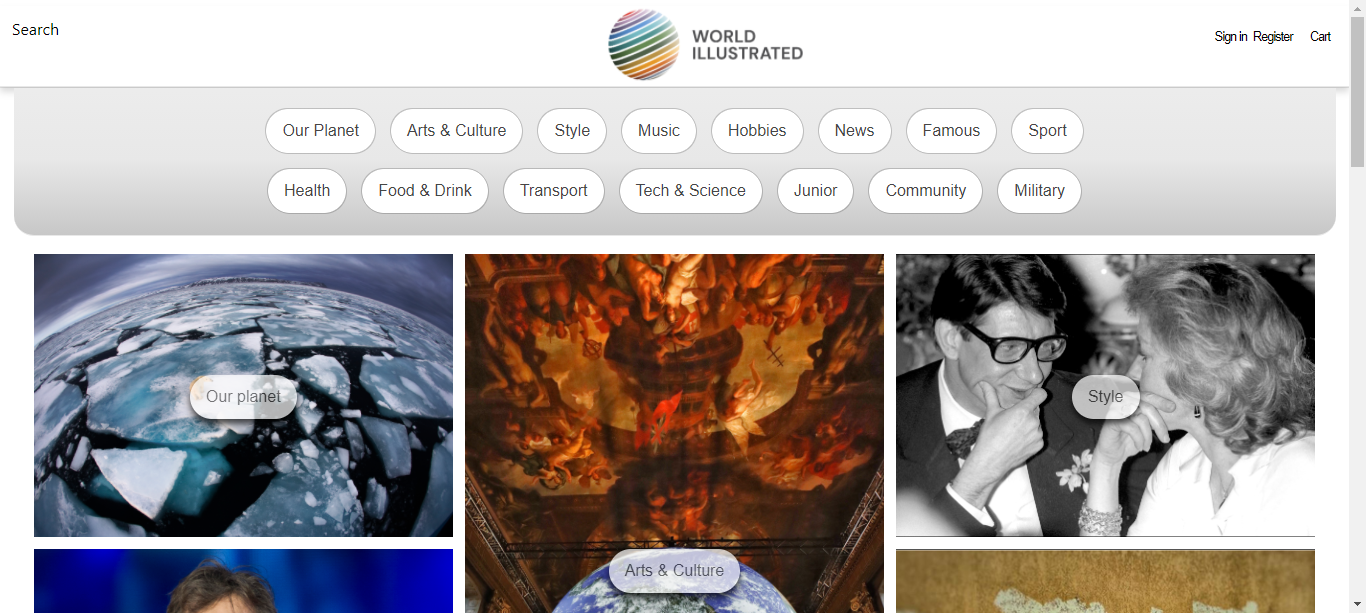 Search
WORLD
ILLUSTRATED
Sign in Register Cart
Our Planet Arts & Culture Style Music Hobbies News Famous Sport
Health Food & Drink Transport Tech & Science Junior Community Military
Our planet
Style
Arts & Culture